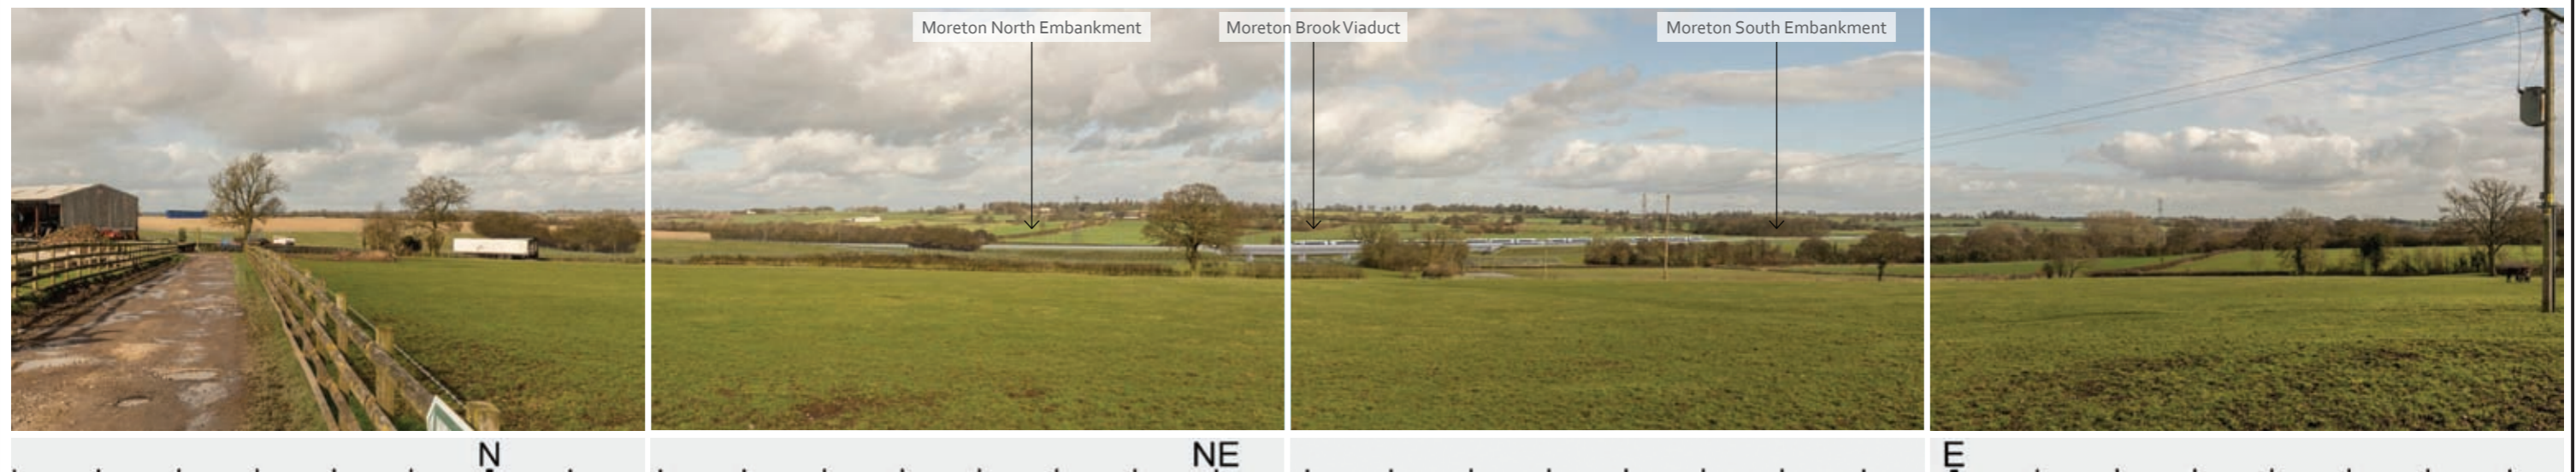 Moreton North Embankment
Moreton Brook Viaduct
Moreton South Embankment
N
NE
E